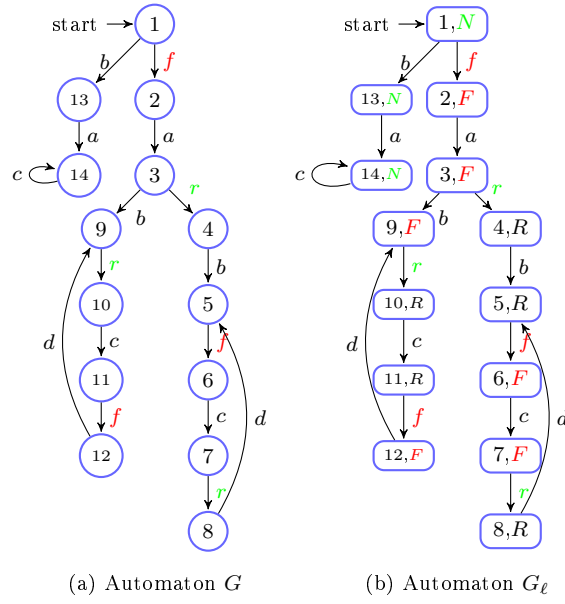 start 1 start 1,N
b f b f
13 2 13,N 2,F
a a a a
c 14 3 c 14,N 3,F
r r
b b
9 4 9,F 4,R
r b r b
10 5 10,R 5,R
d c f d c f
11 6 11,R 6,F
f c d f c d
12 7 12,F 7,F
r r
8 8,R
(a) Automaton G (b) Automaton Gℓ